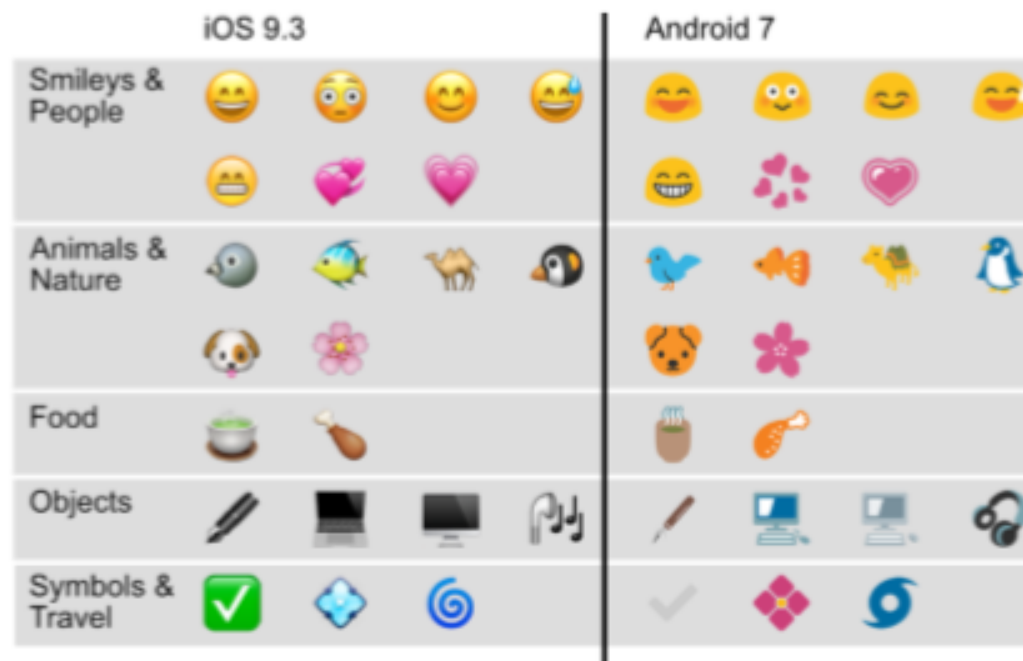 iOS 9.3 Android 7
Smileys &
People
Animals &
Nature
Food
Objects
Symbols &
Travel